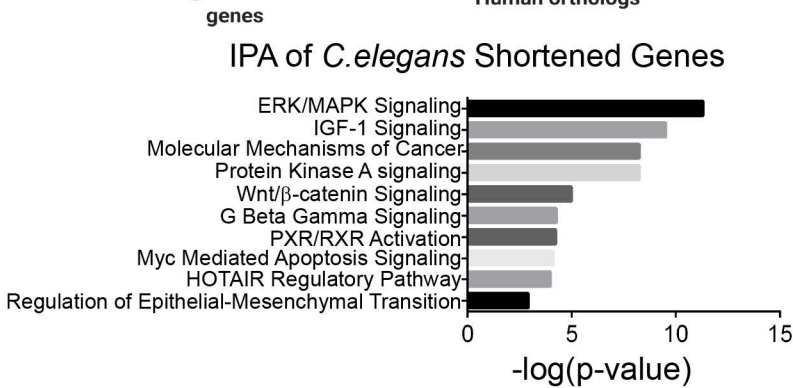 genes
Human orthologs
IPA of C.elegans Shortened Genes
ERK/MAPK Signaling
IGF-1 Signaling
Molecular Mechanisms of Cancer
Protein Kinase A signaling
Wnt/β-catenin Signaling
G Beta Gamma Signaling
PXR/RXR Activation
Myc Mediated Apoptosis Signaling
HOTAIR Regulatory Pathway
Regulation of Epithelial-Mesenchymal Transition
0 5 10 15
-log(p-value)